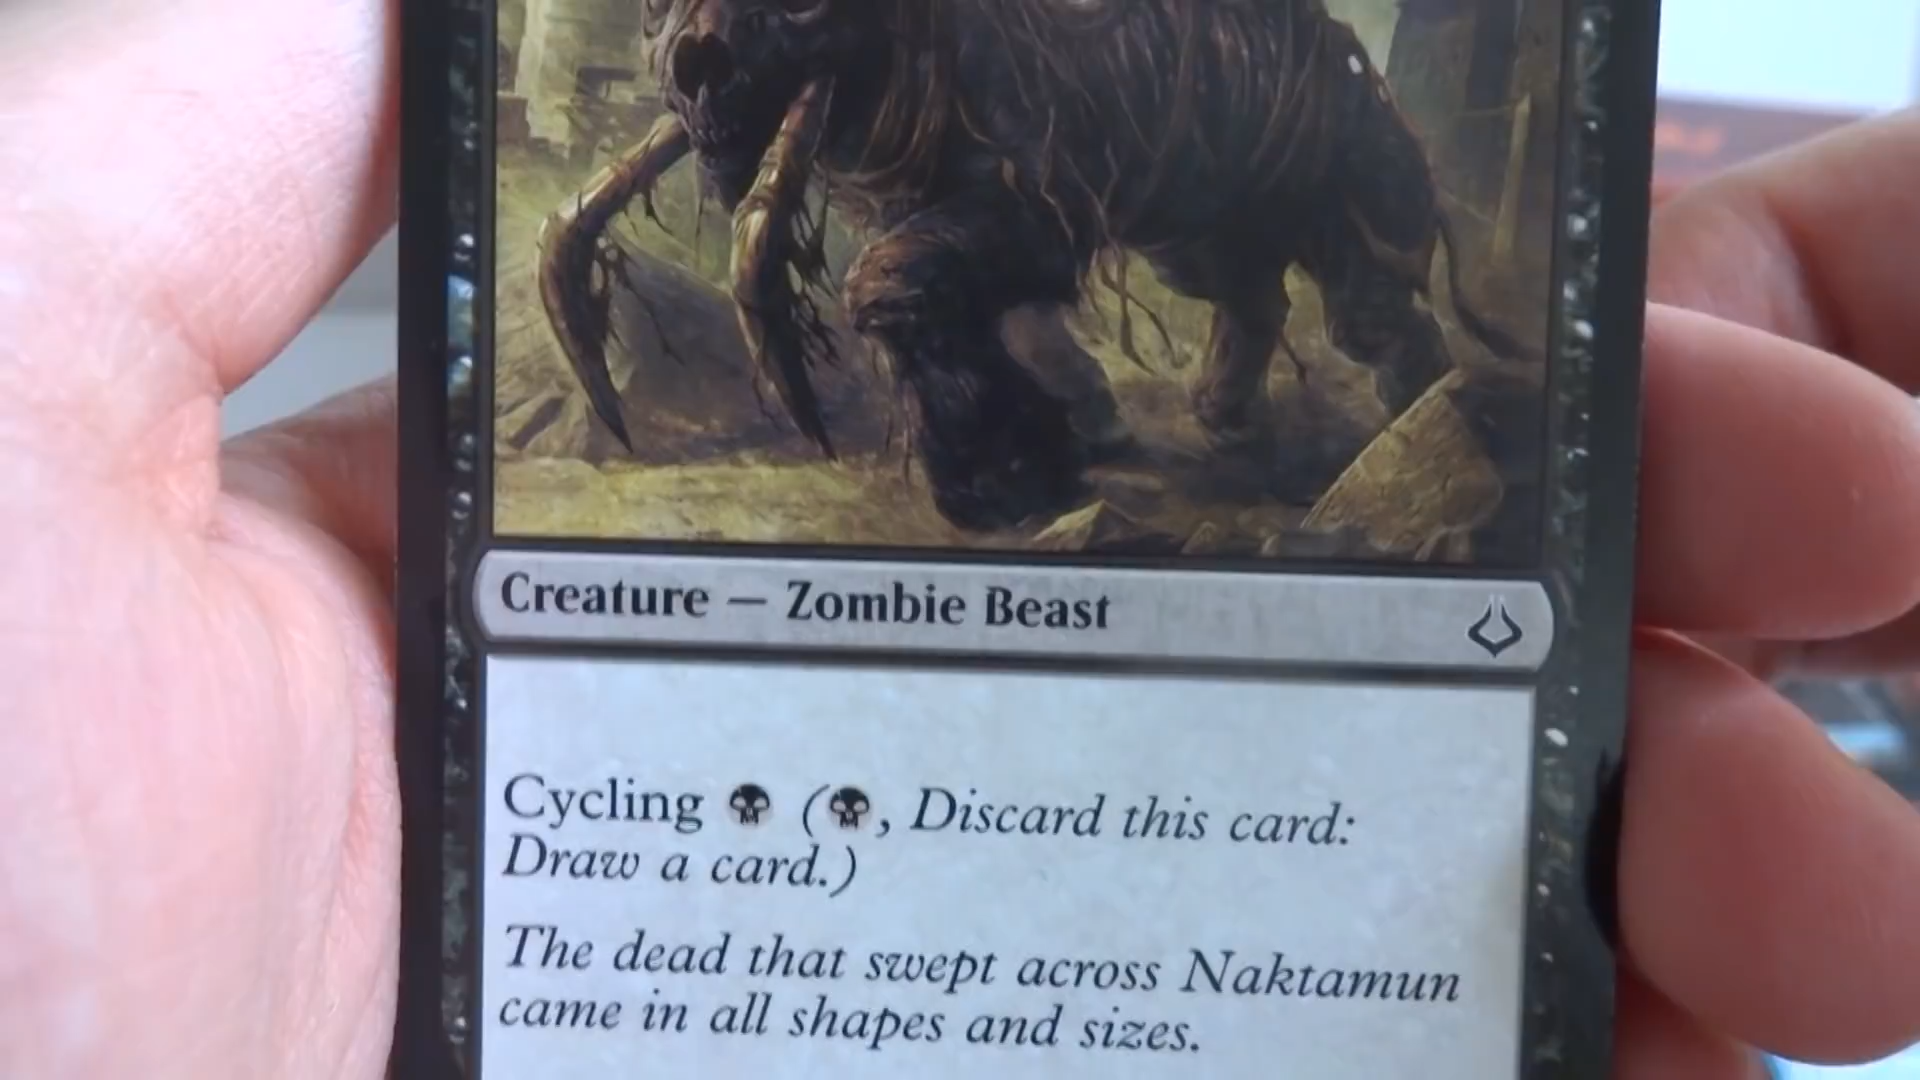 Creature — Zombie Beast
Cycling (, Discard this card:
Draw a card.)
The dead that swept across Naktamun
came in all shapes and sizes.